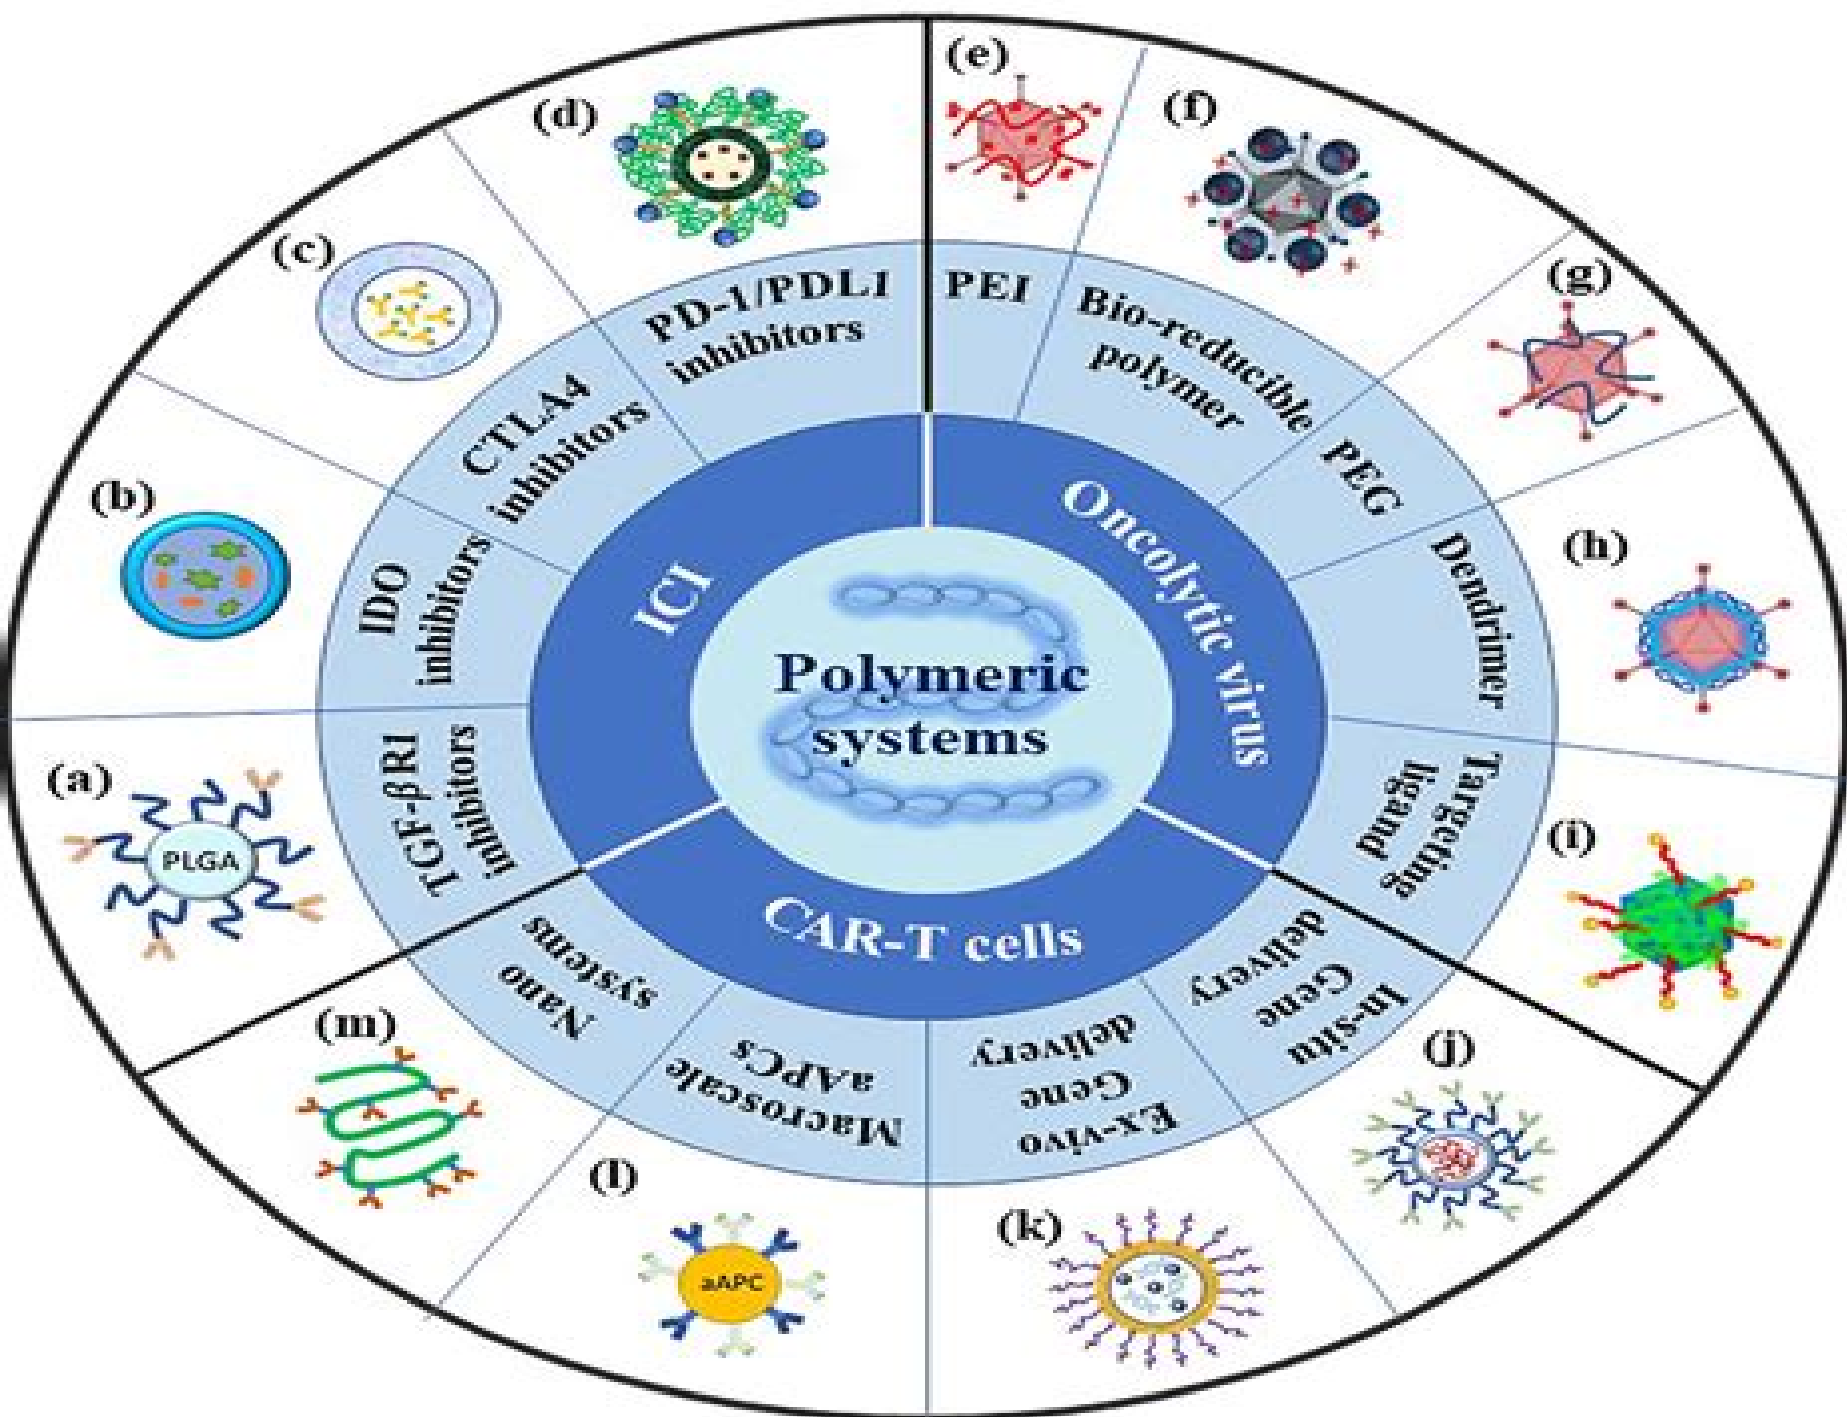 Polymeric
systems
ICI
Oncolytic virus
CAR-T cells
TGF-βRI
inhibitors
IDO
inhibitors
CTLA4
inhibitors
PD-1/PDL1
inhibitors
PEI
Bio-reducible
polymer
PEG
Dendrimer
Targeting
ligand
In-situ
Gene
delivery
Ex-vivo
Gene
delivery
Macroscale
aAPCs
Nano
systems
(a)
PLGA
(b)
(c)
(d)
(e)
(f)
(g)
(h)
(i)
(j)
(k)
(l)
aAPC
(m)